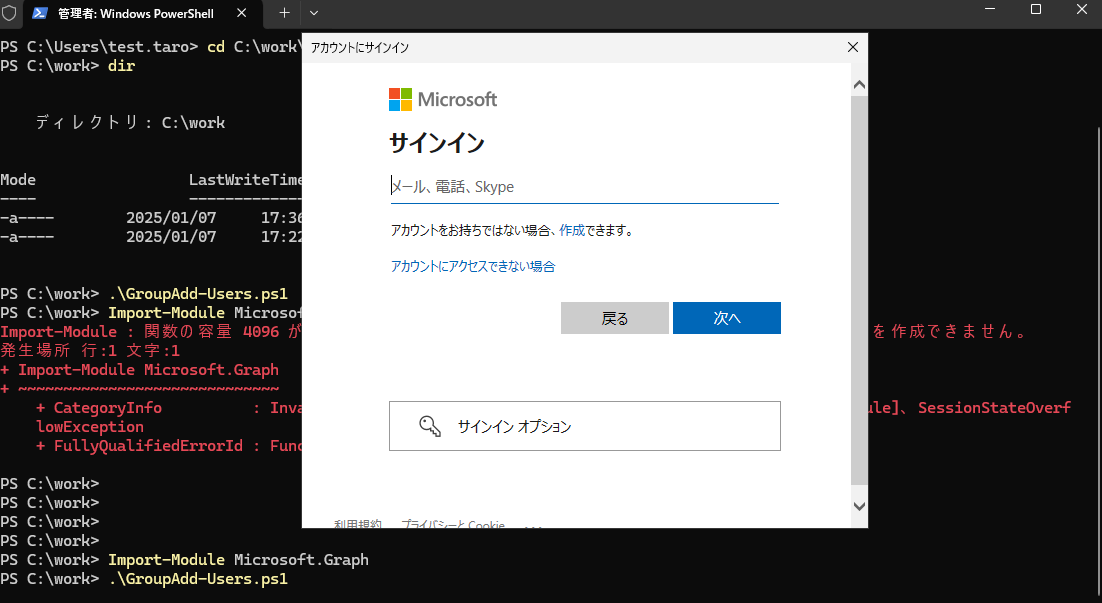 管理者: Windows PowerShell
PS C:\Users\test.taro> cd C:\work\
PS C:\work> dir
ディレクトリ: C:\work
Mode LastWriteTime
---- -------------
-a---- 2025/01/07 17:36
-a---- 2025/01/07 17:22
PS C:\work> .\GroupAdd-Users.ps1
PS C:\work> Import-Module Microsof
Import-Module : 関数の容量 4096 が を作成できません。
発生場所 行:1 文字:1
+ Import-Module Microsoft.Graph
+ ~~~~~~~~~~~~~~~~~~~~~~~~~~~~~
+ CategoryInfo : Inva ule]、SessionStateOverf
lowException
+ FullyQualifiedErrorId : Func
PS C:\work>
PS C:\work>
PS C:\work>
PS C:\work>
PS C:\work> Import-Module Microsoft.Graph
PS C:\work> .\GroupAdd-Users.ps1
アカウントにサインイン
Microsoft
サインイン
メール、電話、Skype
アカウントをお持ちではない場合、作成できます。
アカウントにアクセスできない場合
戻る
次へ
サインイン オプション
利用規約 プライバシーと Cookie ...